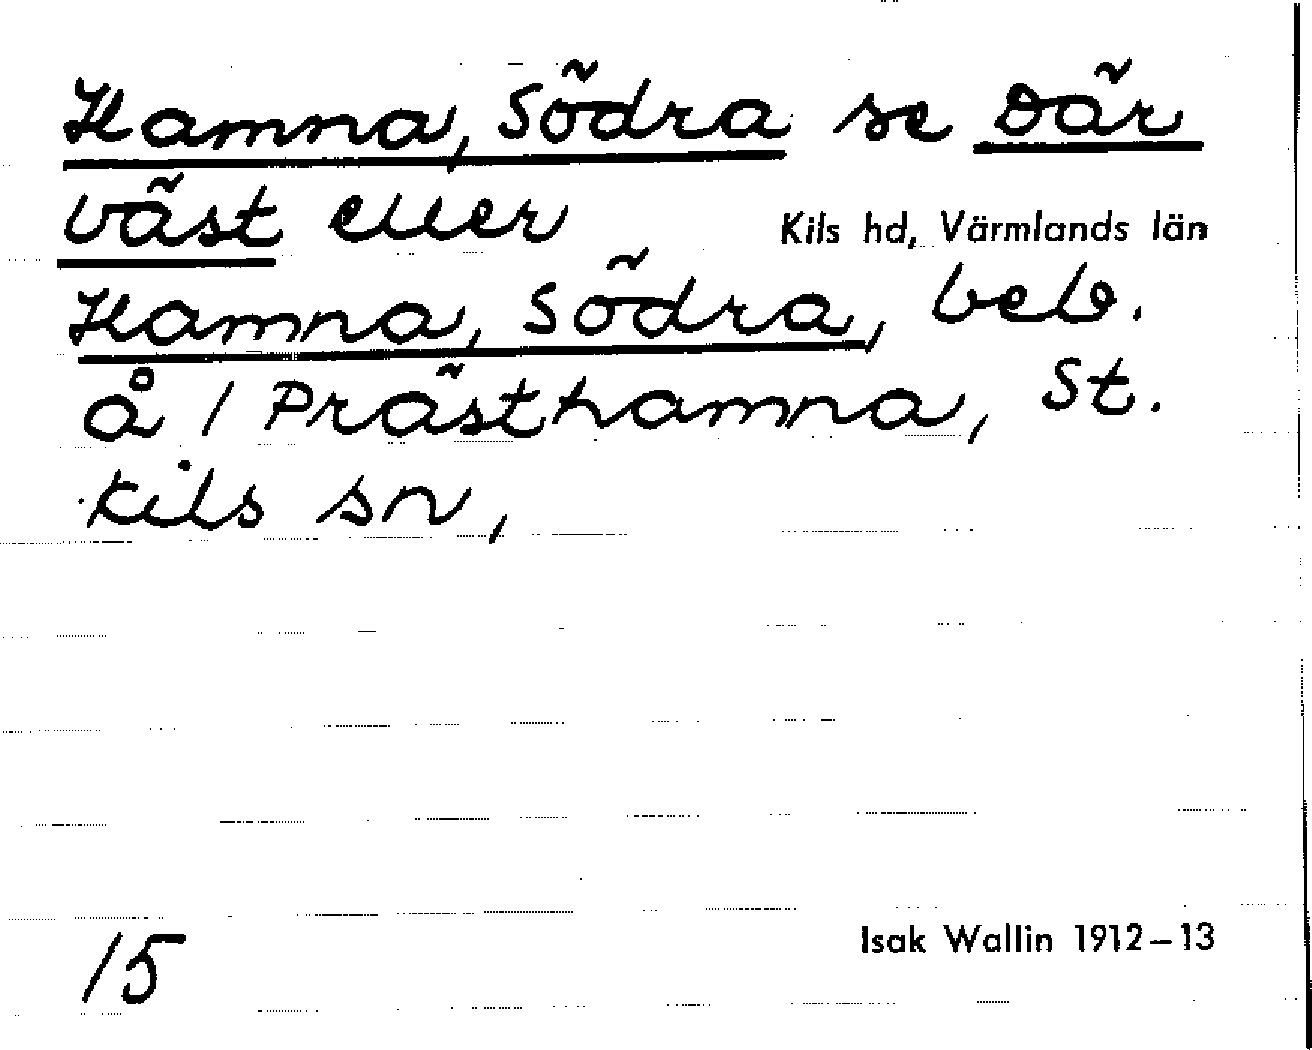 Hamna, Södra se Där
väst eller
Kils hd, Värmlands län
Hamna, Södra, beb.
å / Prästhamna, St.
Kils sn,
15
Isak Wallin 1912–13